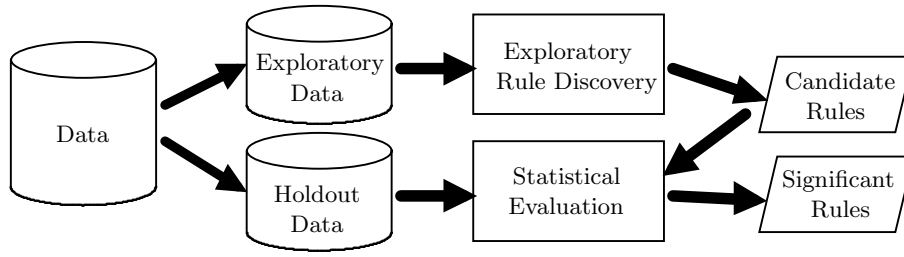 Data
Exploratory
Data
Exploratory
Rule Discovery
Candidate
Rules
Holdout
Data
Statistical
Evaluation
Significant
Rules